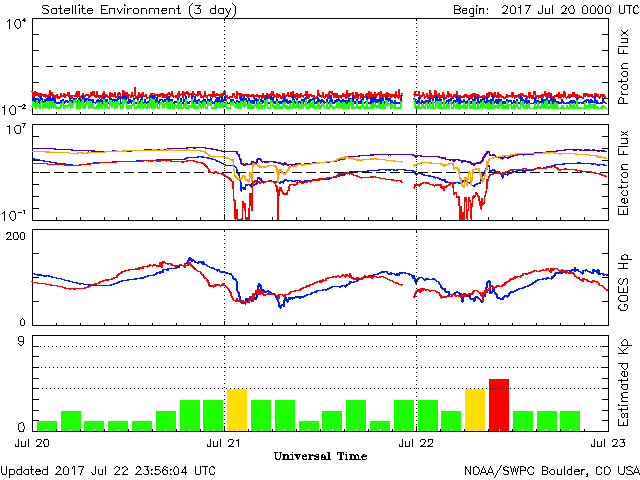 Satellite Environment (3 day)
Begin: 2017 Jul 20 0000 UTC
10^4
10^-2
Proton Flux
10^7
10^-1
Electron Flux
200
0
GOES Hp
9
0
Estimated Kp
Jul 20 Jul 21 Jul 22 Jul 23
Universal Time
Updated 2017 Jul 22 23:56:04 UTC
NOAA/SWPC Boulder, CO USA